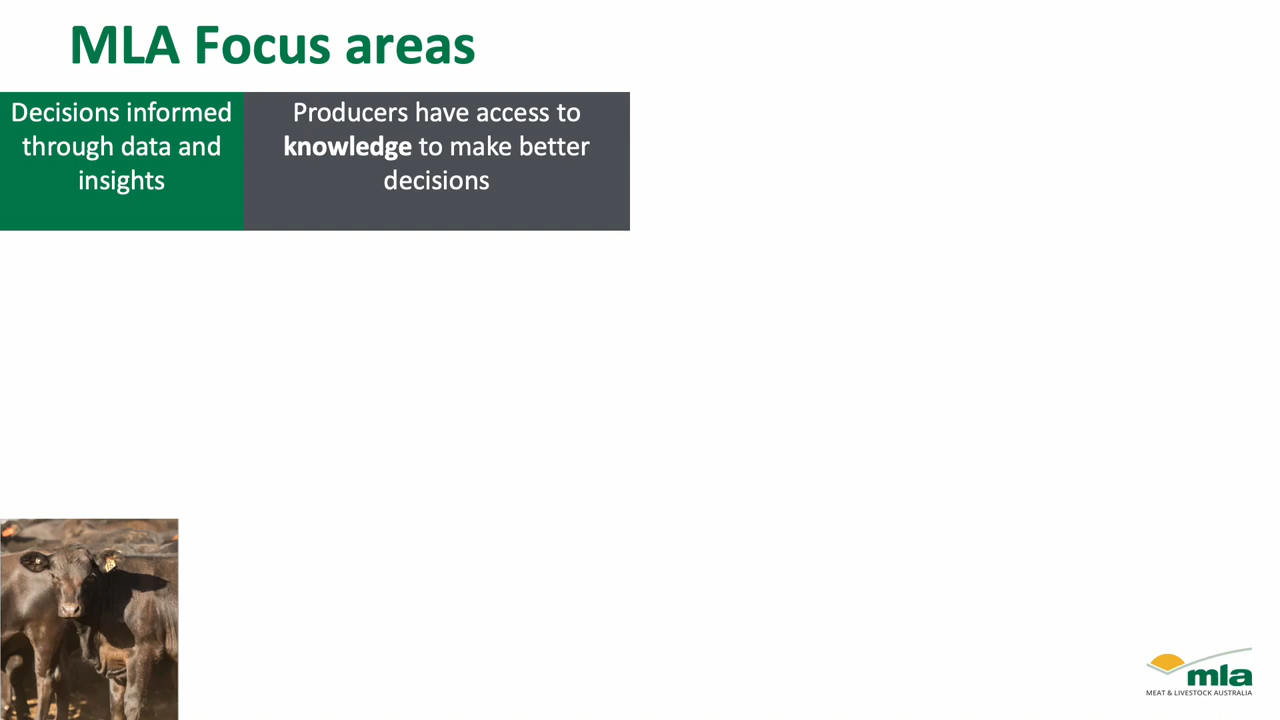 MLA Focus areas
Decisions informed
through data and
insights
Producers have access to
knowledge to make better
decisions
mla
MEAT & LIVESTOCK AUSTRALIA